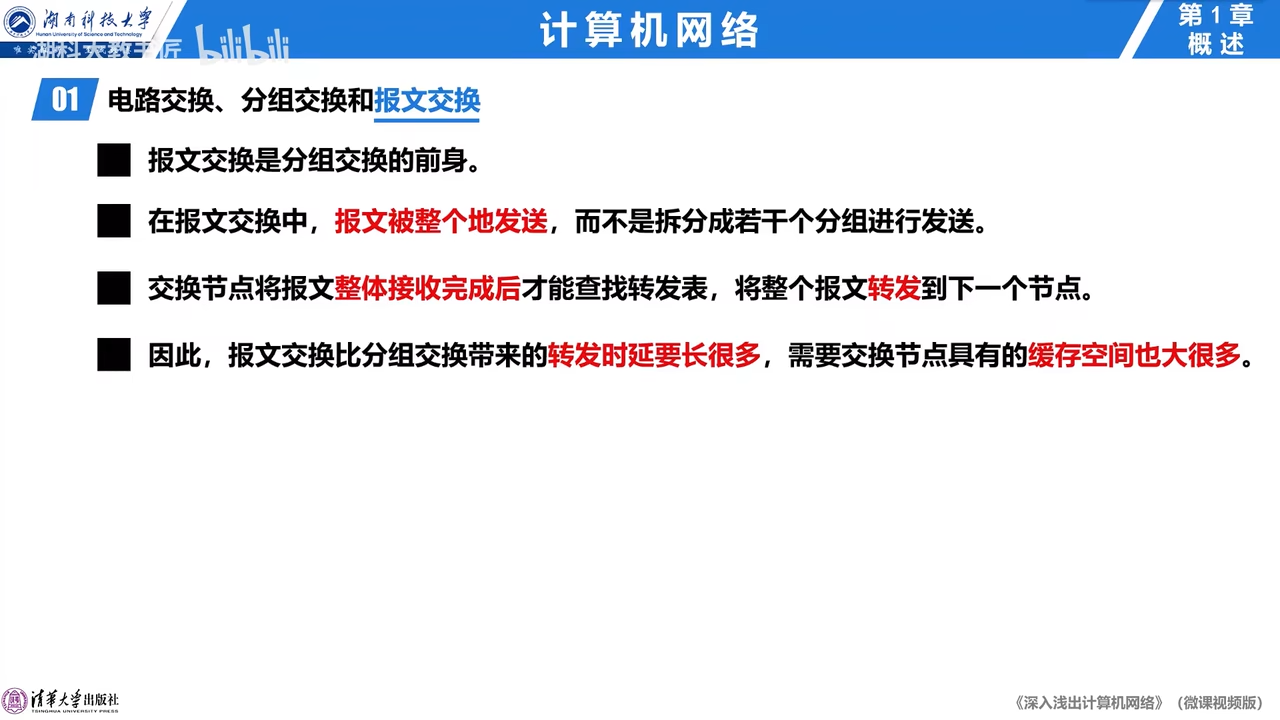 湖南科技大学
Hunan University of Science and Technology
湖科大教书匠 bilibili
计算机网络
第 1 章
概述
01 电路交换、分组交换和报文交换
报文交换是分组交换的前身。
在报文交换中，报文被整个地发送，而不是拆分成若干个分组进行发送。
交换节点将报文整体接收完成后才能查找转发表，将整个报文转发到下一个节点。
因此，报文交换比分组交换带来的转发时延要长很多，需要交换节点具有的缓存空间也大很多。
清华大学出版社
TSINGHUA UNIVERSITY PRESS
《深入浅出计算机网络》（微课视频版）